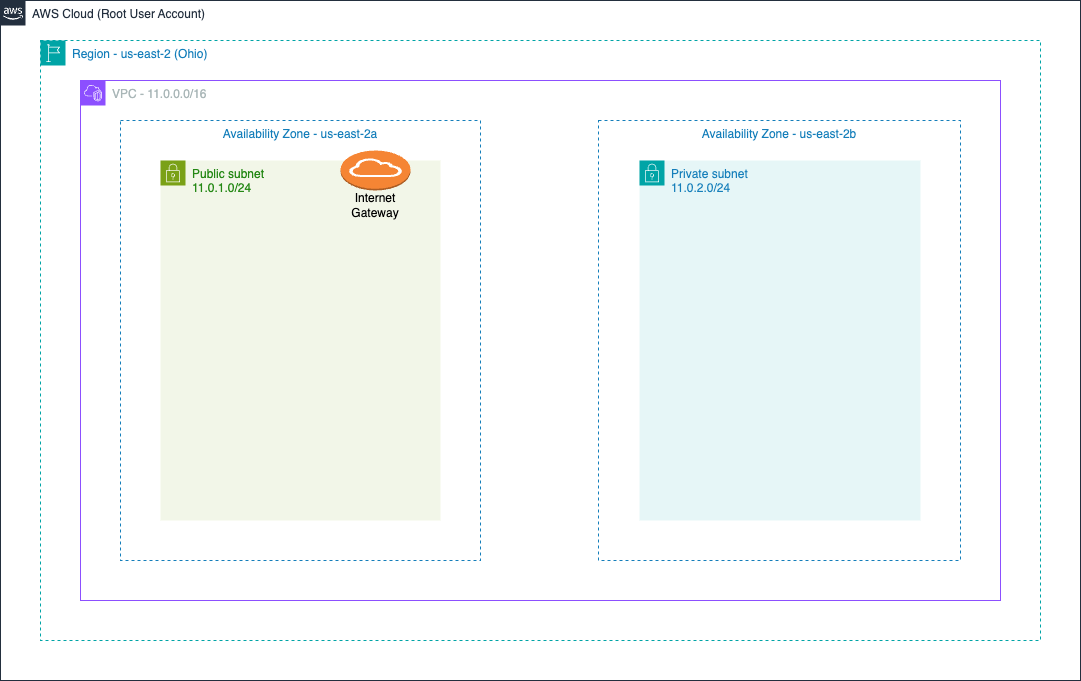 aws
AWS Cloud (Root User Account)
Region - us-east-2 (Ohio)
VPC - 11.0.0.0/16
Availability Zone - us-east-2a
Public subnet
11.0.1.0/24
Internet
Gateway
Availability Zone - us-east-2b
Private subnet
11.0.2.0/24